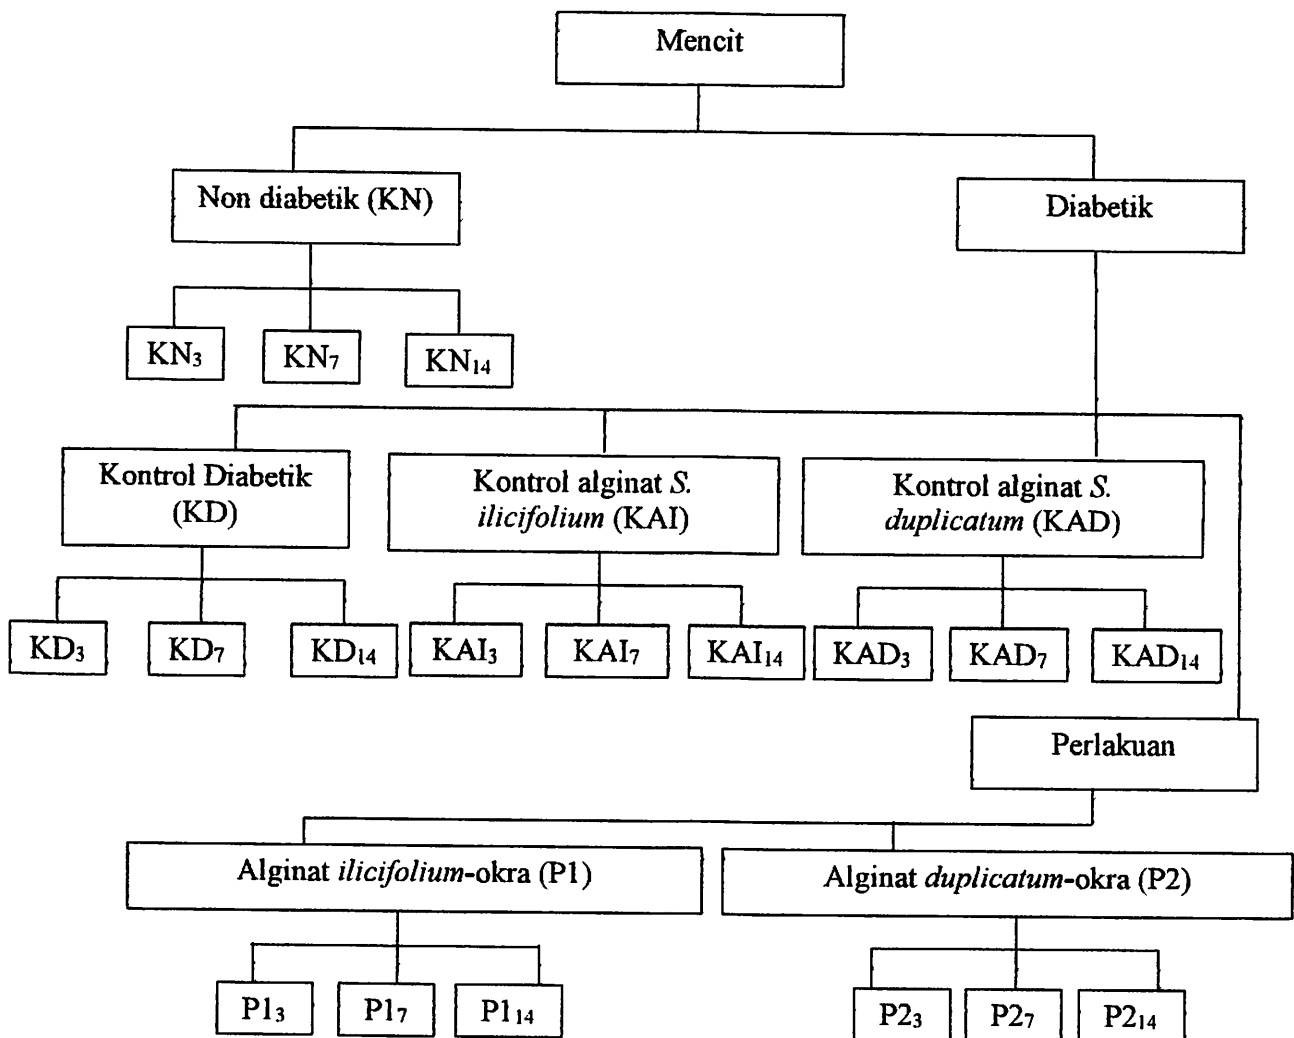 Mencit
Non diabetik (KN)
Diabetik
KN₃
KN₇
KN₁₄
Kontrol Diabetik
(KD)
Kontrol alginat S.
ilicifolium (KAI)
Kontrol alginat S.
duplicatum (KAD)
KD₃
KD₇
KD₁₄
KAI₃
KAI₇
KAI₁₄
KAD₃
KAD₇
KAD₁₄
Perlakuan
Alginat ilicifolium-okra (P1)
Alginat duplicatum-okra (P2)
P1₃
P1₇
P1₁₄
P2₃
P2₇
P2₁₄